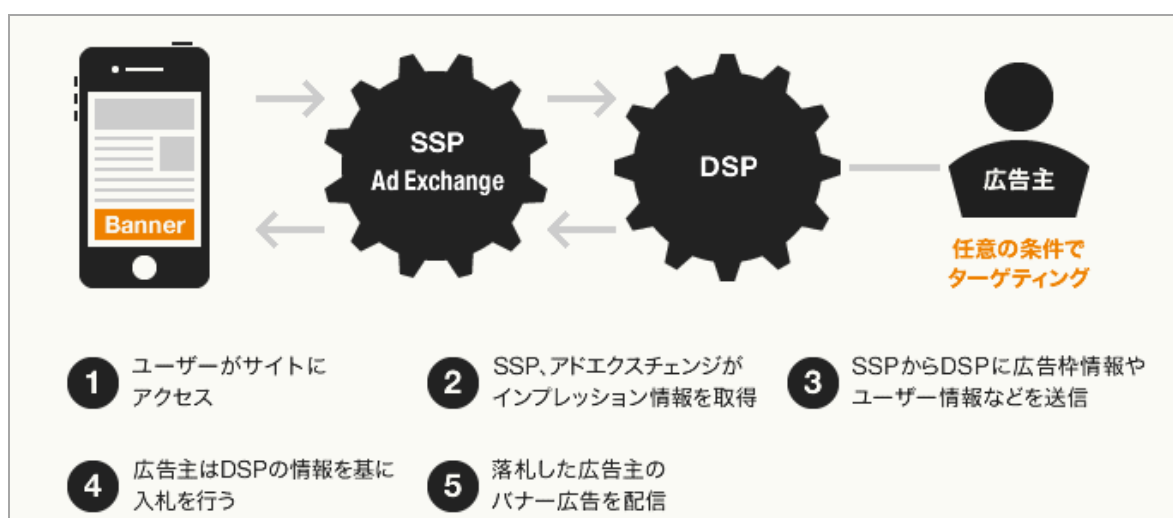 SSP
Ad Exchange
DSP
広告主
Banner
任意の条件で
ターゲティング
1 ユーザーがサイトに
アクセス
2 SSP、アドエクスチェンジが
インプレッション情報を取得
3 SSPからDSPに広告枠情報や
ユーザー情報などを送信
4 広告主はDSPの情報を基に
入札を行う
5 落札した広告主の
バナー広告を配信